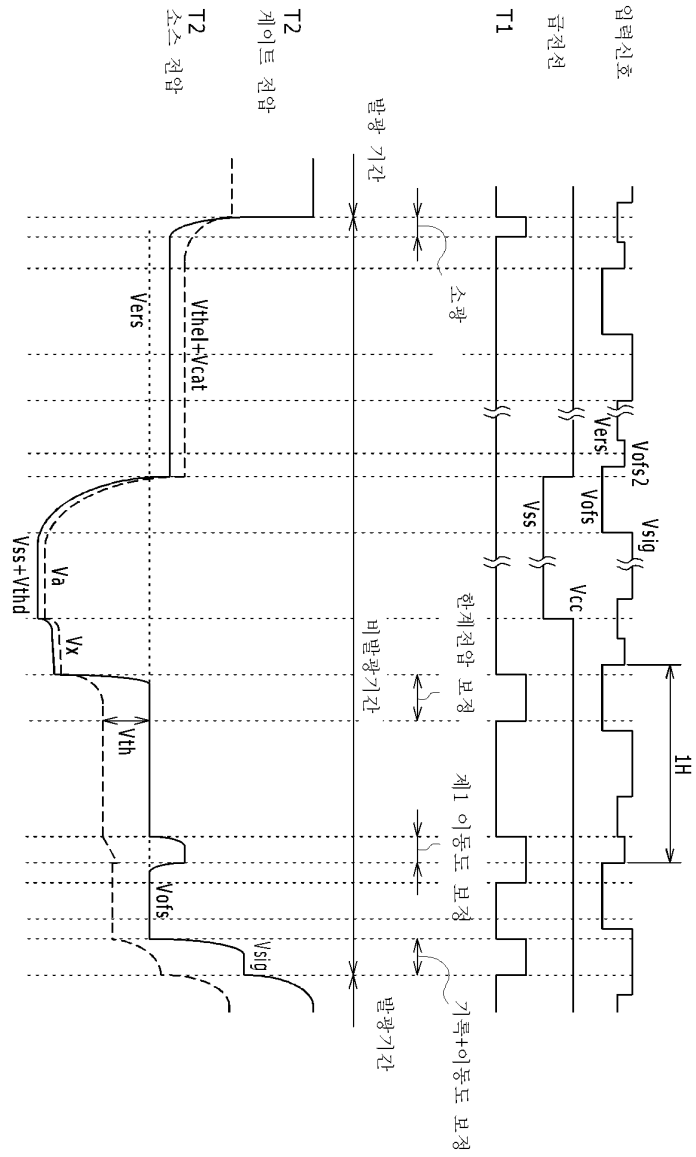 1H
입력신호
Vsig
Vofs2
Vers
Vofs
급전선
Vcc
Vss
T1
소광
한계전압 보정
제1 이동도 보정
기록+이동도 보정
발광 기간
비발광기간
발광기간
T2
게이트 전압
T2
소스 전압
Vthel+Vcat
Vers
Va
Vss+Vthd
Vx
Vth
Vofs
Vsig